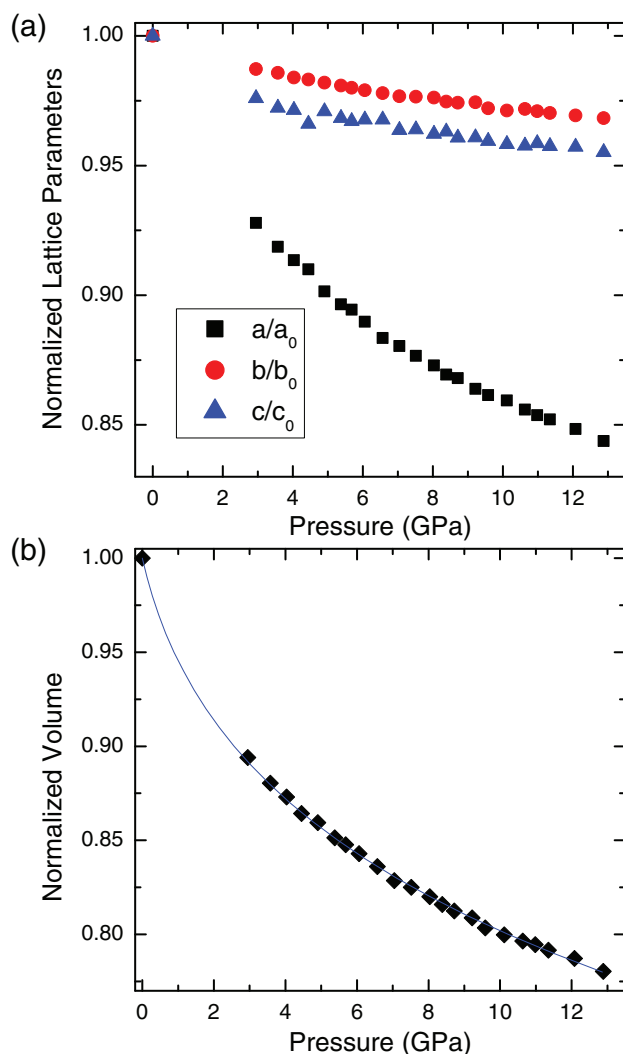 (a)
1.00
0.95
0.90
0.85
Normalized Lattice Parameters
a/a0
b/b0
c/c0
0 2 4 6 8 10 12
Pressure (GPa)
(b)
1.00
0.95
0.90
0.85
0.80
Normalized Volume
0 2 4 6 8 10 12
Pressure (GPa)